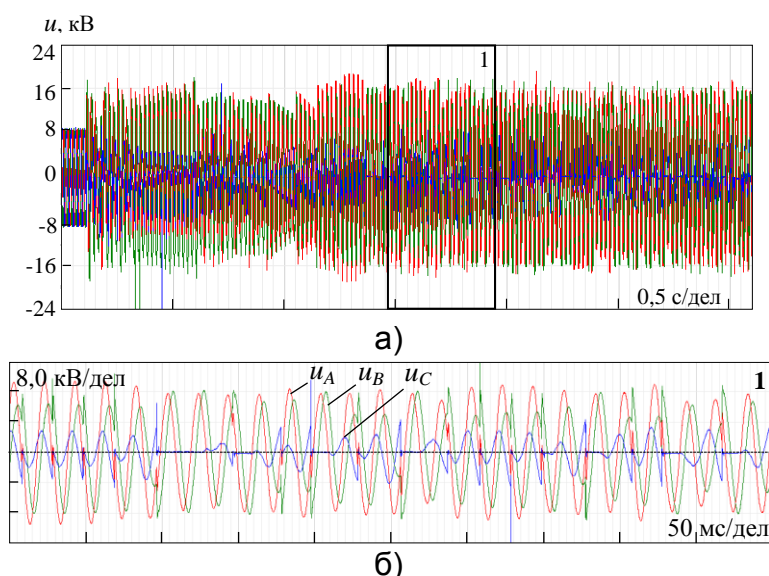 u, кВ
24
16
8
0
-8
-16
-24
1
0,5 с/дел
а)
8,0 кВ/дел
u_A
u_B
u_C
1
50 мс/дел
б)